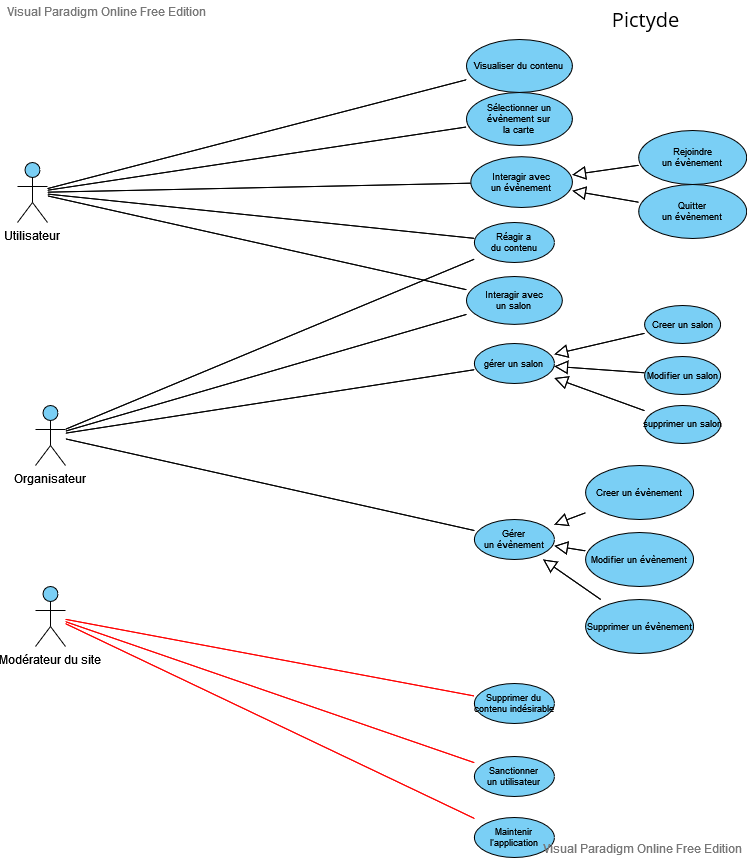 Visual Paradigm Online Free Edition
Pictyde
Visualiser du contenu
Sélectionner un
évènement sur
la carte
Rejoindre
un évènement
Interagir avec
un évènement
Quitter
un évènement
Utilisateur
Réagir a
du contenu
Interagir avec
un salon
Creer un salon
gérer un salon
Modifier un salon
supprimer un salon
Organisateur
Creer un évènement
Gérer
un évènement
Modifier un évènement
Supprimer un évènement
Modérateur du site
Supprimer du
contenu indésirable
Sanctionner
un utilisateur
Maintenir
l'application
Visual Paradigm Online Free Edition